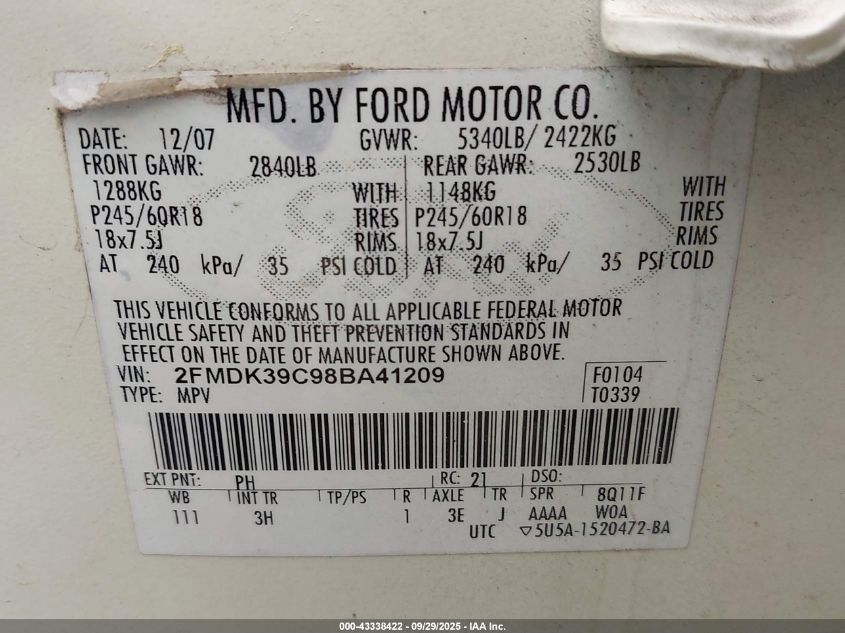 MFD. BY FORD MOTOR CO.
DATE: 12/07 GVWR: 5340LB/ 2422KG
FRONT GAWR: 2840LB REAR GAWR: 2530LB
1288KG WITH 1148KG WITH
P245/60R18 TIRES P245/60R18 TIRES
18x7.5J RIMS 18x7.5J RIMS
AT 240 kPa/ 35 PSI COLD AT 240 kPa/ 35 PSI COLD
Ford
THIS VEHICLE CONFORMS TO ALL APPLICABLE FEDERAL MOTOR
VEHICLE SAFETY AND THEFT PREVENTION STANDARDS IN
EFFECT ON THE DATE OF MANUFACTURE SHOWN ABOVE.
VIN: 2FMDK39C98BA41209 F0104
TYPE: MPV T0339
EXT PNT: PH RC: 21 DSO:
WB INT TR TP/PS R AXLE TR SPR 8Q11F
111 3H 1 3E J AAAA W0A
UTC ▽5U5A-1520472-BA
000-43338422 - 09/29/2025 - IAA Inc.